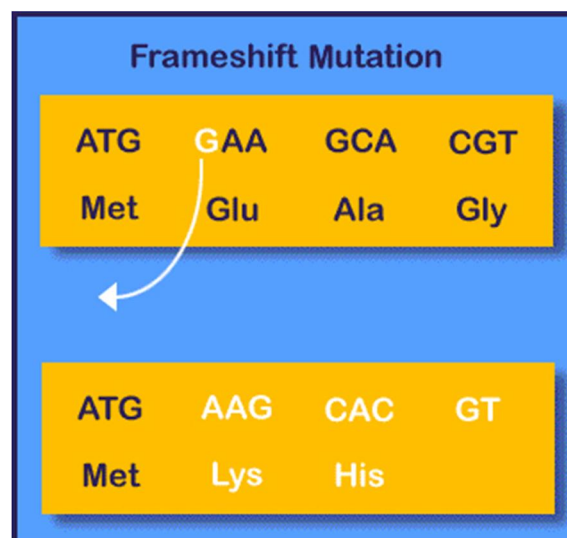 Frameshift Mutation
ATG GAA GCA CGT
Met Glu Ala Gly
ATG AAG CAC GT
Met Lys His